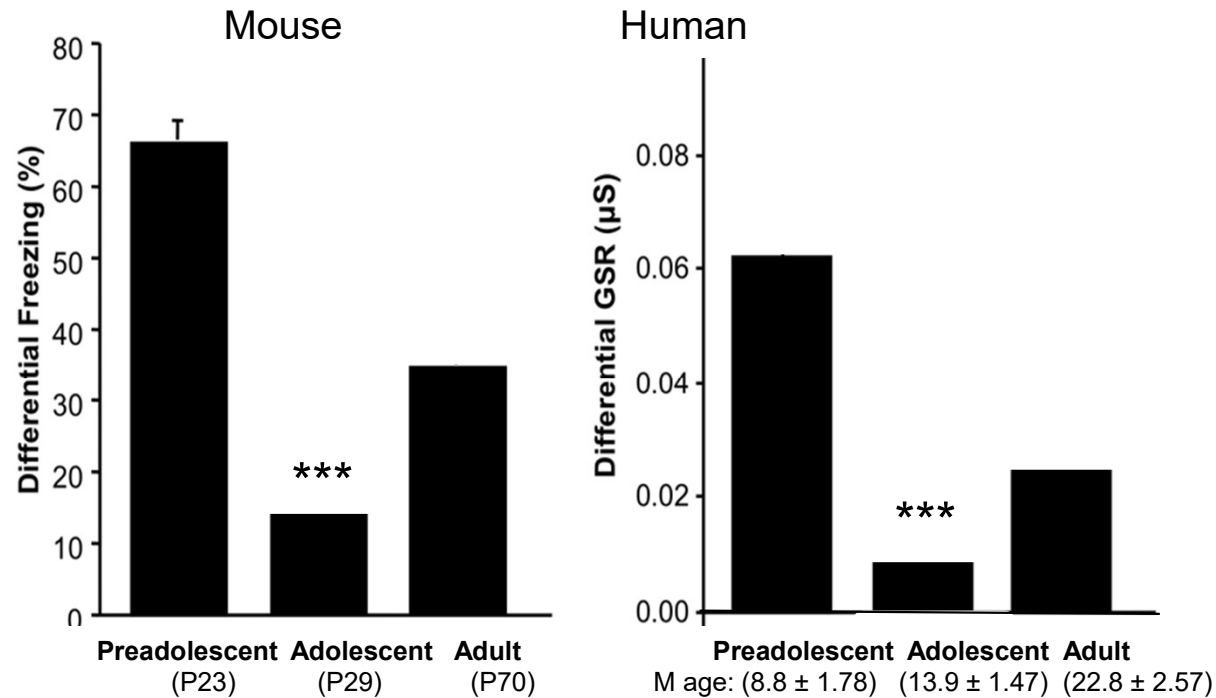 Mouse
Differential Freezing (%)
80
70
60
50
40
30
20
10
0
***
Preadolescent Adolescent Adult
(P23) (P29) (P70)
Human
Differential GSR (µS)
0.08
0.06
0.04
0.02
0.00
***
Preadolescent Adolescent Adult
M age: (8.8 ± 1.78) (13.9 ± 1.47) (22.8 ± 2.57)